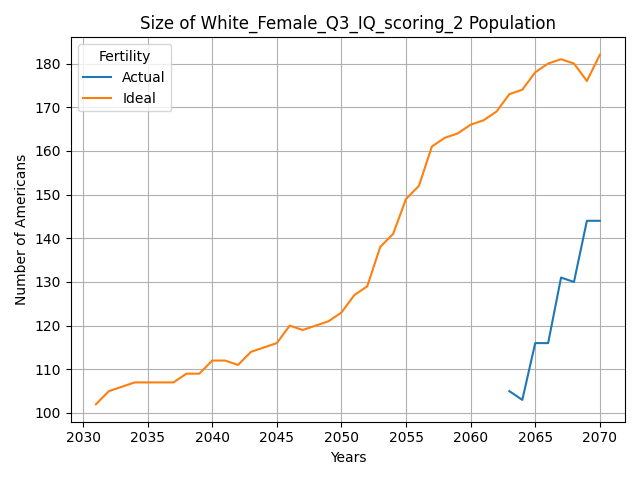 Size of White_Female_Q3_IQ_scoring_2 Population
Fertility
Actual
Ideal
Number of Americans
180
170
160
150
140
130
120
110
100
2030 2035 2040 2045 2050 2055 2060 2065 2070
Years